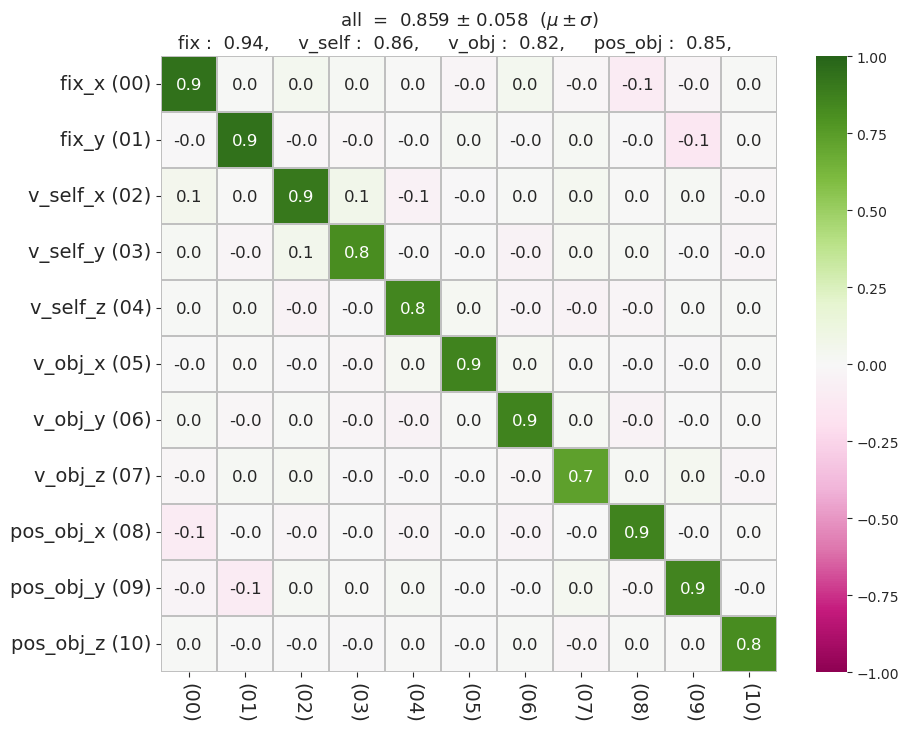 all  =  0.859 ± 0.058  (μ ± σ)
fix :  0.94,     v_self :  0.86,     v_obj :  0.82,     pos_obj :  0.85,
fix_x (00) 0.9 0.0 0.0 0.0 0.0 -0.0 0.0 -0.0 -0.1 -0.0 0.0
fix_y (01) -0.0 0.9 -0.0 -0.0 -0.0 0.0 -0.0 0.0 -0.0 -0.1 0.0
v_self_x (02) 0.1 0.0 0.9 0.1 -0.1 -0.0 0.0 0.0 0.0 0.0 -0.0
v_self_y (03) 0.0 -0.0 0.1 0.8 -0.0 -0.0 -0.0 0.0 0.0 -0.0 -0.0
v_self_z (04) 0.0 0.0 -0.0 -0.0 0.8 0.0 -0.0 -0.0 -0.0 0.0 0.0
v_obj_x (05) -0.0 0.0 -0.0 -0.0 0.0 0.9 0.0 0.0 -0.0 -0.0 0.0
v_obj_y (06) 0.0 -0.0 0.0 -0.0 -0.0 0.0 0.9 0.0 -0.0 0.0 0.0
v_obj_z (07) -0.0 0.0 0.0 -0.0 -0.0 -0.0 -0.0 0.7 0.0 0.0 -0.0
pos_obj_x (08) -0.1 -0.0 -0.0 -0.0 -0.0 -0.0 -0.0 -0.0 0.9 -0.0 0.0
pos_obj_y (09) -0.0 -0.1 0.0 0.0 0.0 -0.0 -0.0 0.0 -0.0 0.9 -0.0
pos_obj_z (10) 0.0 -0.0 -0.0 0.0 0.0 -0.0 0.0 -0.0 0.0 -0.0 0.8
(00) (01) (02) (03) (04) (05) (06) (07) (08) (09) (10)
1.00
0.75
0.50
0.25
0.00
−0.25
−0.50
−0.75
−1.00